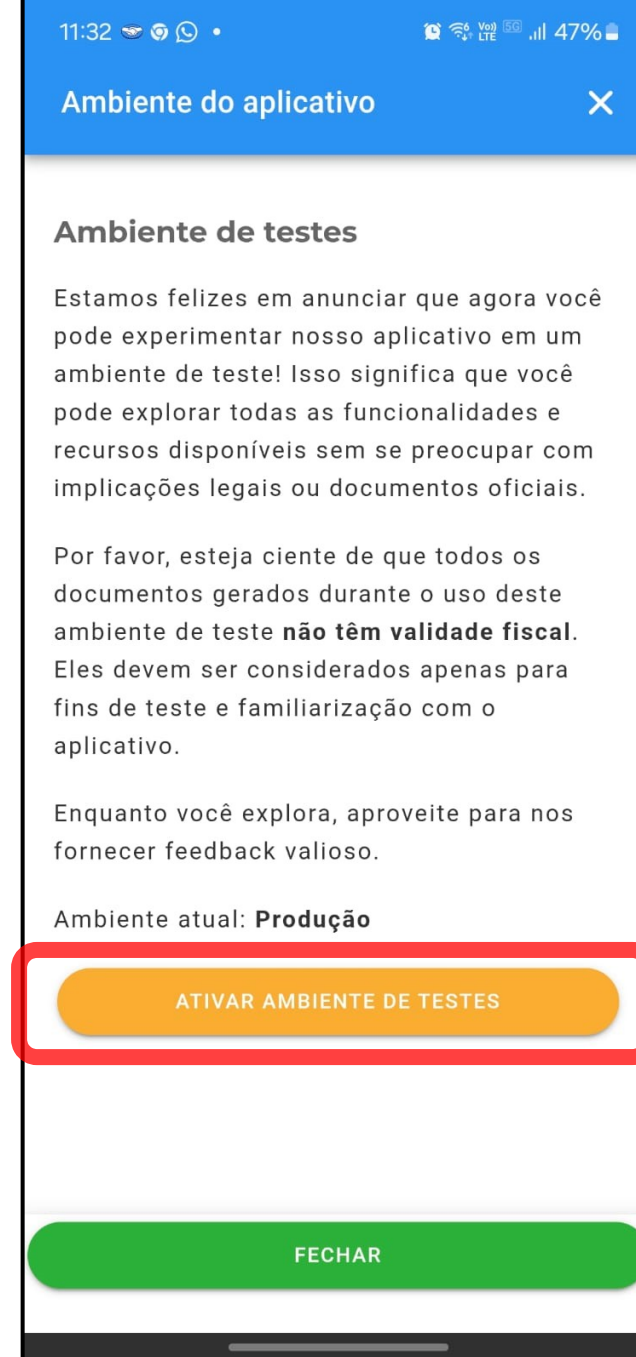 11:32
Voo)) LTE 5G 47%
Ambiente do aplicativo
Ambiente de testes
Estamos felizes em anunciar que agora você
pode experimentar nosso aplicativo em um
ambiente de teste! Isso significa que você
pode explorar todas as funcionalidades e
recursos disponíveis sem se preocupar com
implicações legais ou documentos oficiais.
Por favor, esteja ciente de que todos os
documentos gerados durante o uso deste
ambiente de teste não têm validade fiscal.
Eles devem ser considerados apenas para
fins de teste e familiarização com o
aplicativo.
Enquanto você explora, aproveite para nos
fornecer feedback valioso.
Ambiente atual: Produção
ATIVAR AMBIENTE DE TESTES
FECHAR